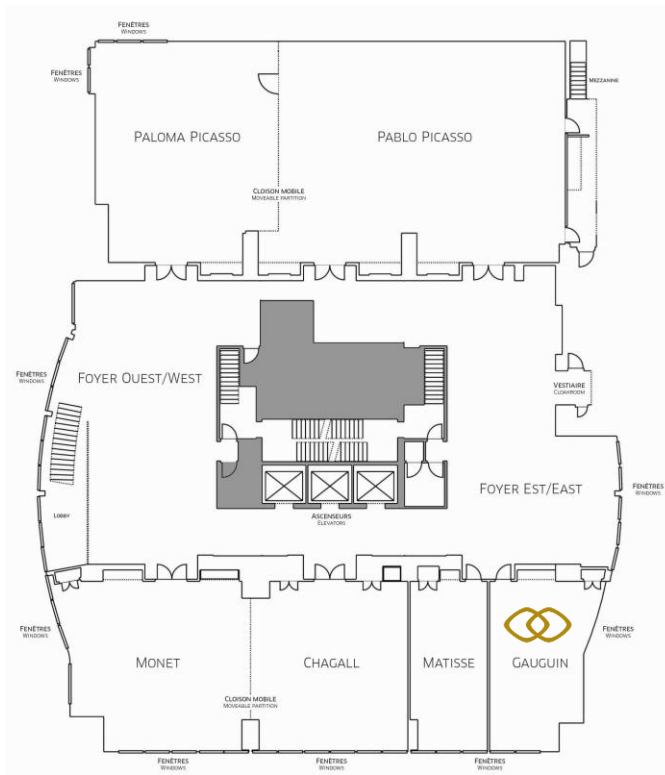 FENÊTRES
WINDOWS
FENÊTRES
WINDOWS
MEZZANINE
PALOMA PICASSO
PABLO PICASSO
CLOISON MOBILE
MOVEABLE PARTITION
FENÊTRES
WINDOWS
FOYER OUEST/WEST
VESTIAIRE
CLOAKROOM
FOYER EST/EAST
FENÊTRES
WINDOWS
LOBBY
ASCENSEURS
ELEVATORS
FENÊTRES
WINDOWS
FENÊTRES
WINDOWS
MONET
CHAGALL
MATISSE
GAUGUIN
CLOISON MOBILE
MOVEABLE PARTITION
FENÊTRES
WINDOWS
FENÊTRES
WINDOWS
FENÊTRES
WINDOWS
FENÊTRES
WINDOWS